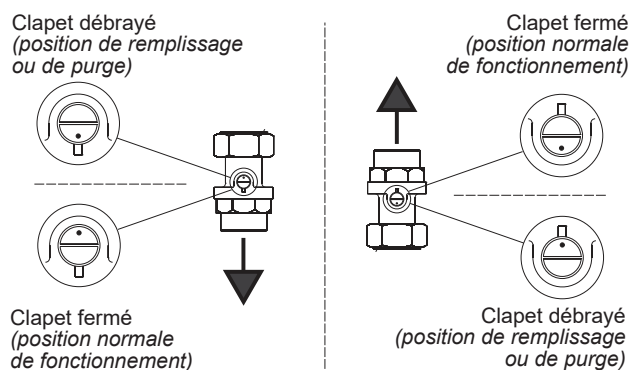 Clapet débrayé
(position de remplissage
ou de purge)
Clapet fermé
(position normale
de fonctionnement)
Clapet fermé
(position normale
de fonctionnement)
Clapet débrayé
(position de remplissage
ou de purge)